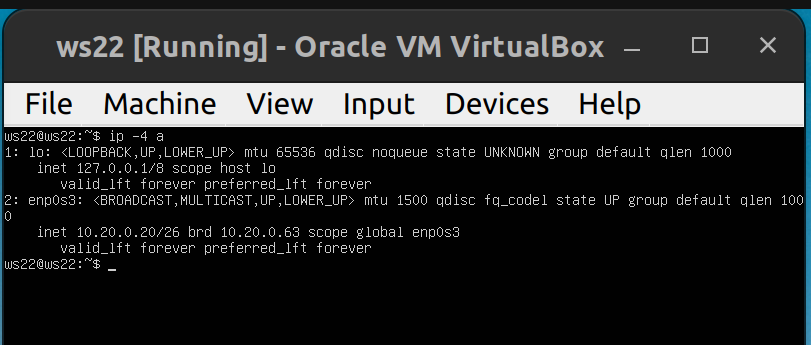 ws22 [Running] - Oracle VM VirtualBox
File Machine View Input Devices Help
ws22@ws22:~$ ip -4 a
1: lo: <LOOPBACK,UP,LOWER_UP> mtu 65536 qdisc noqueue state UNKNOWN group default qlen 1000
    inet 127.0.0.1/8 scope host lo
       valid_lft forever preferred_lft forever
2: enp0s3: <BROADCAST,MULTICAST,UP,LOWER_UP> mtu 1500 qdisc fq_codel state UP group default qlen 100
0
    inet 10.20.0.20/26 brd 10.20.0.63 scope global enp0s3
       valid_lft forever preferred_lft forever
ws22@ws22:~$ _